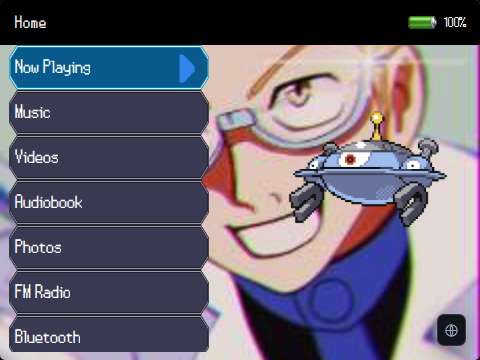 Home
100%
Now Playing
Music
Videos
Audiobook
Photos
FM Radio
Bluetooth